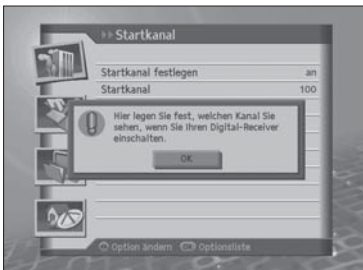 Startkanal
Startkanal festlegen an
Startkanal 100
Hier legen Sie fest, welchen Kanal Sie
sehen, wenn Sie Ihren Digital-Receiver
einschalten.
OK
Option ändern OK Optionsliste